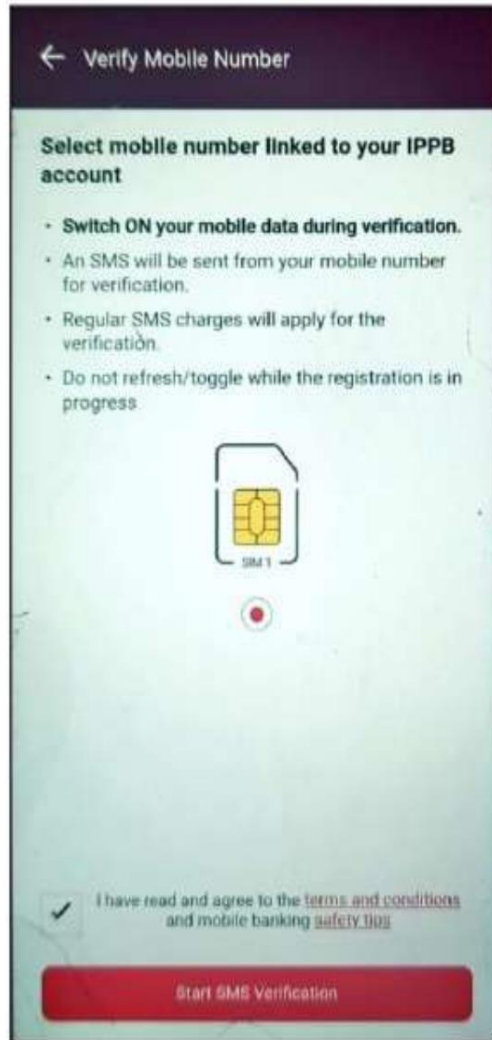 Verify Mobile Number
Select mobile number linked to your IPPB
account
• Switch ON your mobile data during verification.
• An SMS will be sent from your mobile number
for verification.
• Regular SMS charges will apply for the
verification.
• Do not refresh/toggle while the registration is in
progress
SIM 1
I have read and agree to the terms and conditions
and mobile banking safety tips
Start SMS Verification